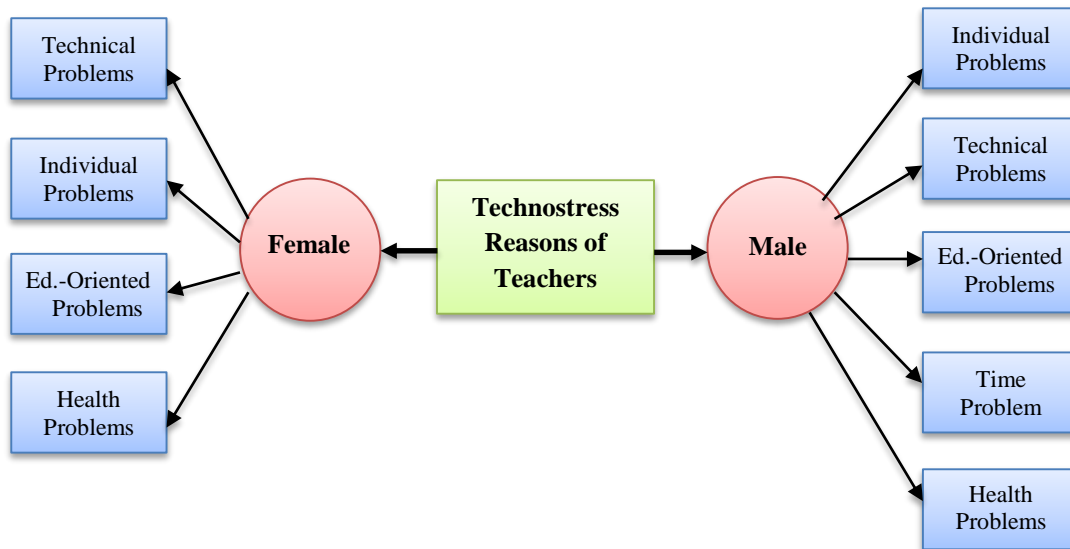 Technical
Problems
Individual
Problems
Ed.-Oriented
Problems
Health
Problems
Female
Technostress
Reasons of
Teachers
Male
Individual
Problems
Technical
Problems
Ed.-Oriented
Problems
Time
Problem
Health
Problems